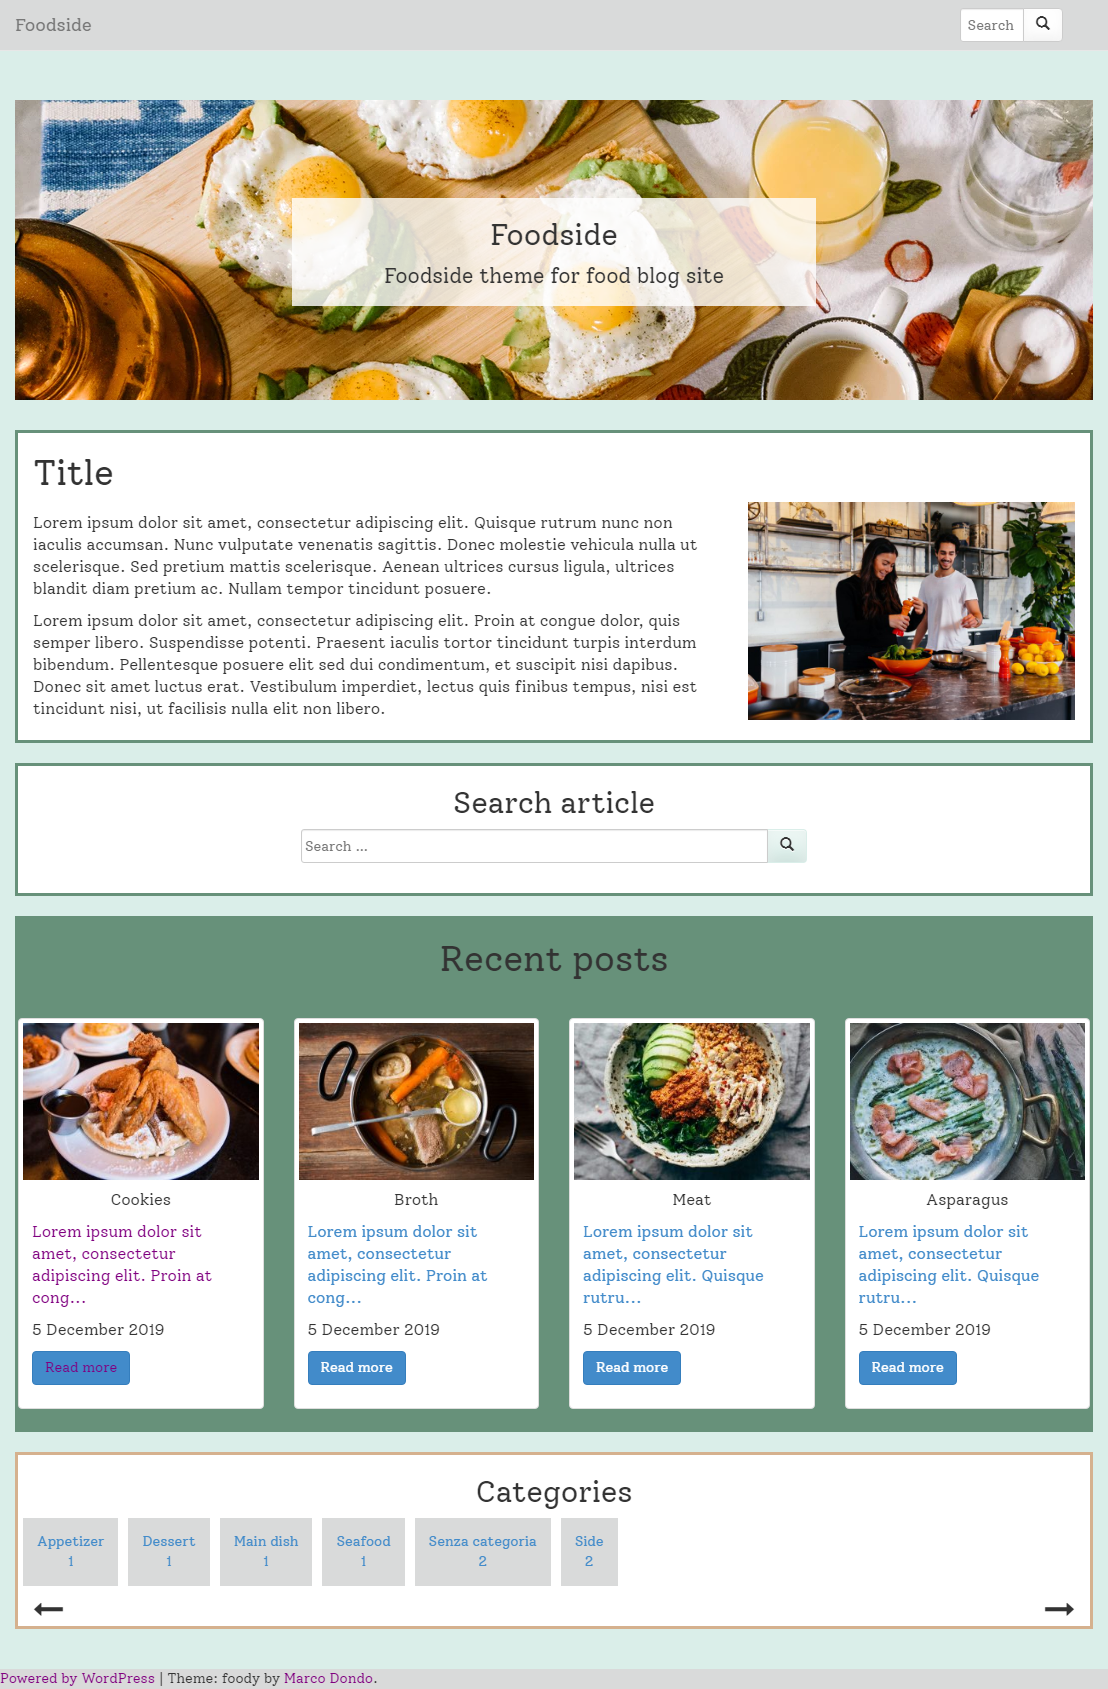 Foodside
Search
Foodside
Foodside theme for food blog site
Title
Lorem ipsum dolor sit amet, consectetur adipiscing elit. Quisque rutrum nunc non
iaculis accumsan. Nunc vulputate venenatis sagittis. Donec molestie vehicula nulla ut
scelerisque. Sed pretium mattis scelerisque. Aenean ultrices cursus ligula, ultrices
blandit diam pretium ac. Nullam tempor tincidunt posuere.
Lorem ipsum dolor sit amet, consectetur adipiscing elit. Proin at congue dolor, quis
semper libero. Suspendisse potenti. Praesent iaculis tortor tincidunt turpis interdum
bibendum. Pellentesque posuere elit sed dui condimentum, et suscipit nisi dapibus.
Donec sit amet luctus erat. Vestibulum imperdiet, lectus quis finibus tempus, nisi est
tincidunt nisi, ut facilisis nulla elit non libero.
Search article
Search ...
Recent posts
Cookies
Lorem ipsum dolor sit
amet, consectetur
adipiscing elit. Proin at
cong...
5 December 2019
Read more
Broth
Lorem ipsum dolor sit
amet, consectetur
adipiscing elit. Proin at
cong...
5 December 2019
Read more
Meat
Lorem ipsum dolor sit
amet, consectetur
adipiscing elit. Quisque
rutru...
5 December 2019
Read more
Asparagus
Lorem ipsum dolor sit
amet, consectetur
adipiscing elit. Quisque
rutru...
5 December 2019
Read more
Categories
Appetizer
1
Dessert
1
Main dish
1
Seafood
1
Senza categoria
2
Side
2
Powered by WordPress | Theme: foody by Marco Dondo.